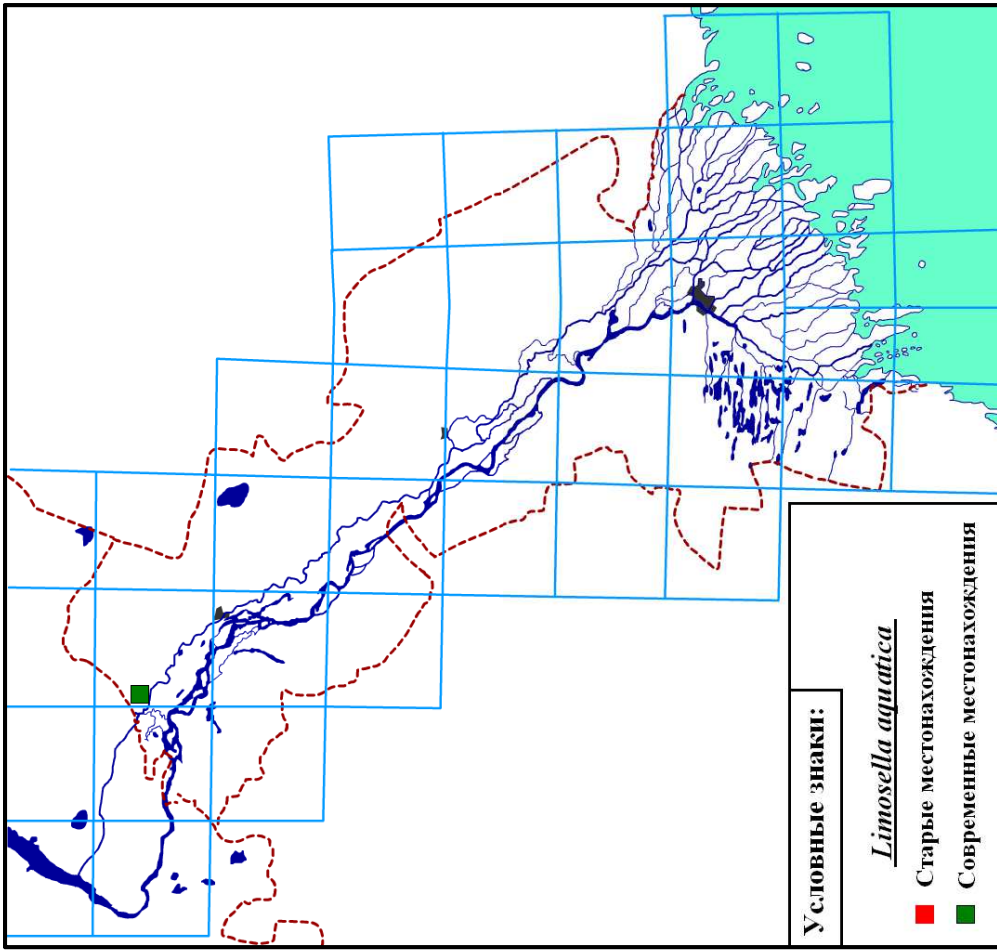 Условные знаки:
Limosella aquatica
Старые местонахождения
Современные местонахождения